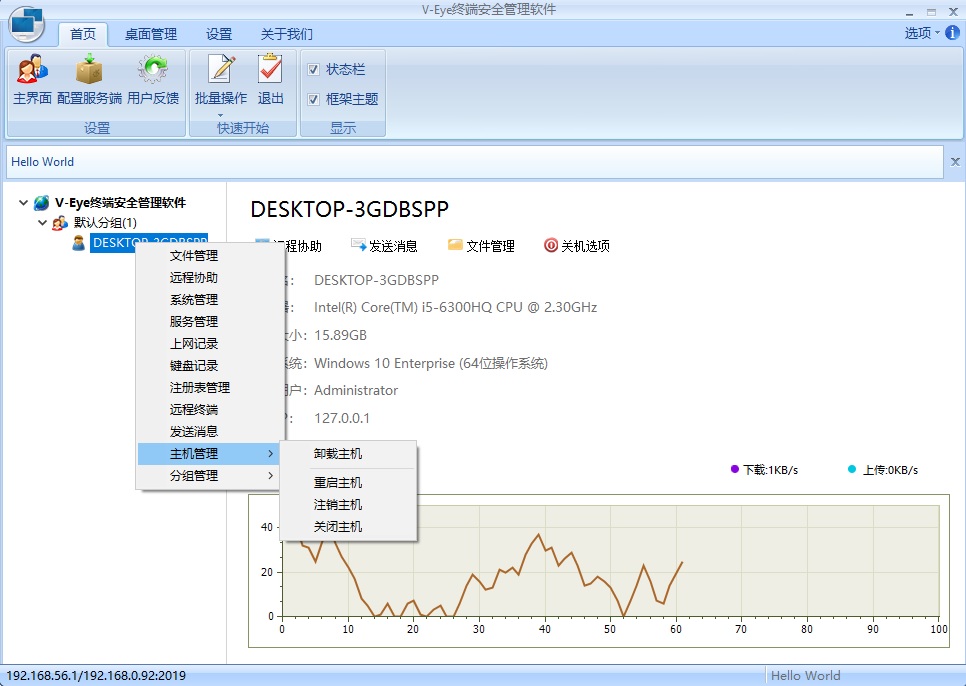 V-Eye终端安全管理软件
首页 桌面管理 设置 关于我们 选项
主界面 配置服务端 用户反馈 批量操作 退出
状态栏
框架主题
设置 快速开始 显示
Hello World
V-Eye终端安全管理软件
默认分组(1)
DESKTOP-3GDBSPP
文件管理
远程协助
系统管理
服务管理
上网记录
键盘记录
注册表管理
远程终端
发送消息
主机管理
分组管理
卸载主机
重启主机
注销主机
关闭主机
DESKTOP-3GDBSPP
远程协助 发送消息 文件管理 关机选项
DESKTOP-3GDBSPP
Intel(R) Core(TM) i5-6300HQ CPU @ 2.30GHz
小: 15.89GB
系统: Windows 10 Enterprise (64位操作系统)
户: Administrator
127.0.0.1
下载:1KB/s 上传:0KB/s
40
20
0
0 10 20 30 40 50 60 70 80 90 100
192.168.56.1/192.168.0.92:2019 Hello World